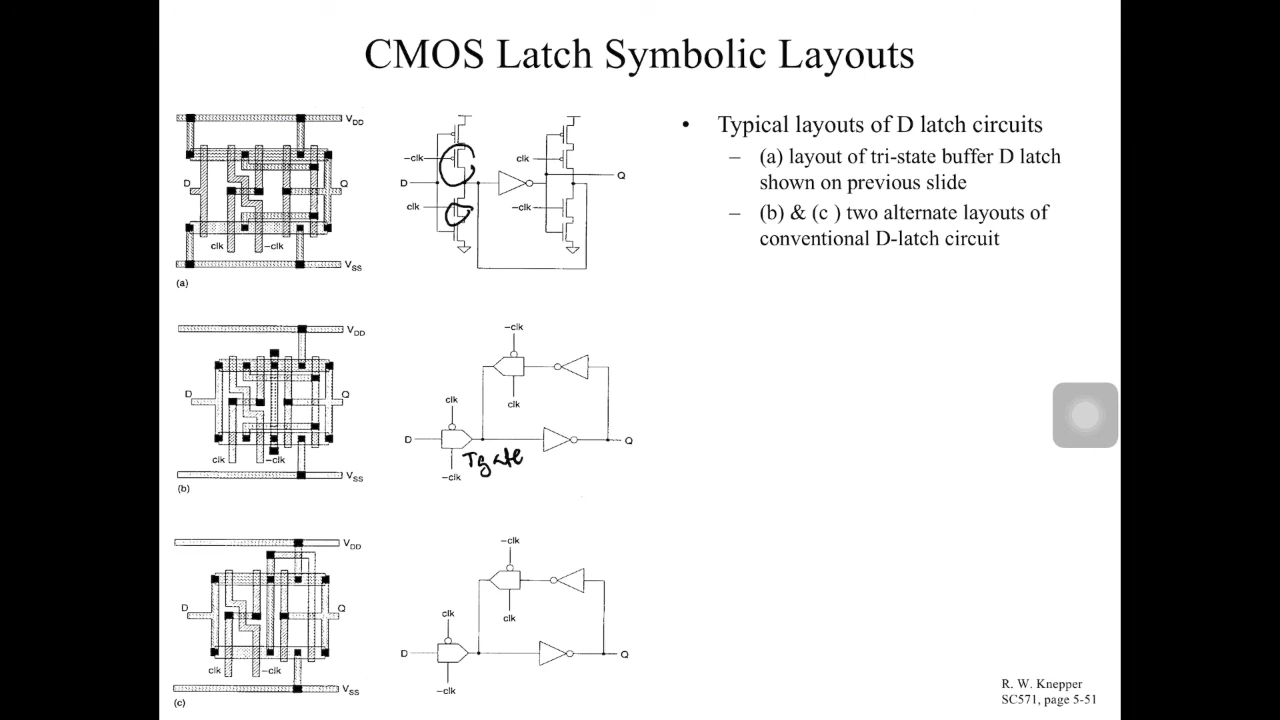 CMOS Latch Symbolic Layouts
• Typical layouts of D latch circuits
– (a) layout of tri-state buffer D latch
shown on previous slide
– (b) & (c ) two alternate layouts of
conventional D-latch circuit
VDD
D
Q
clk
–clk
VSS
(a)
–clk
D
clk
clk
–clk
Q
VDD
D
Q
clk
–clk
VSS
(b)
–clk
clk
clk
D
Q
–clk
Tgate
VDD
D
Q
clk
–clk
VSS
(c)
–clk
clk
clk
D
Q
–clk
R. W. Knepper
SC571, page 5-51